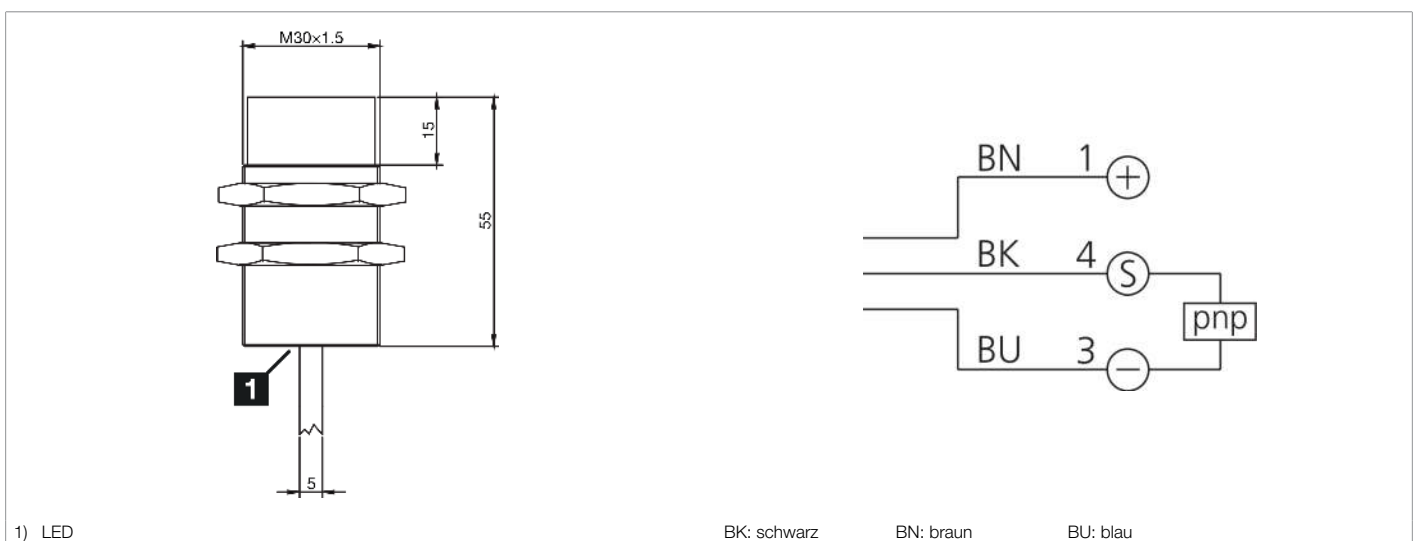 M30×1.5
15
55
1
5
BN 1
+
BK 4
S
pnp
BU 3
−
1) LED
BK: schwarz BN: braun BU: blau